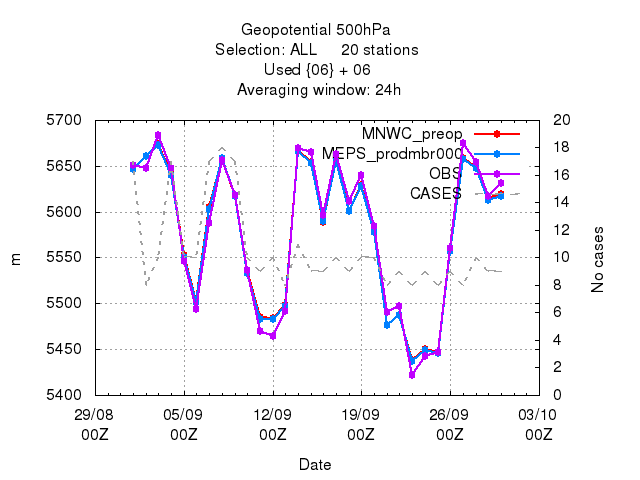 Geopotential 500hPa
Selection: ALL 20 stations
Used {06} + 06
Averaging window: 24h
5700
5650
5600
5550
5500
5450
5400
m
20
18
16
14
12
10
8
6
4
2
0
No cases
MNWC_preop
MEPS_prodmbr000
OBS
CASES
29/08 05/09 12/09 19/09 26/09 03/10
00Z 00Z 00Z 00Z 00Z 00Z
Date